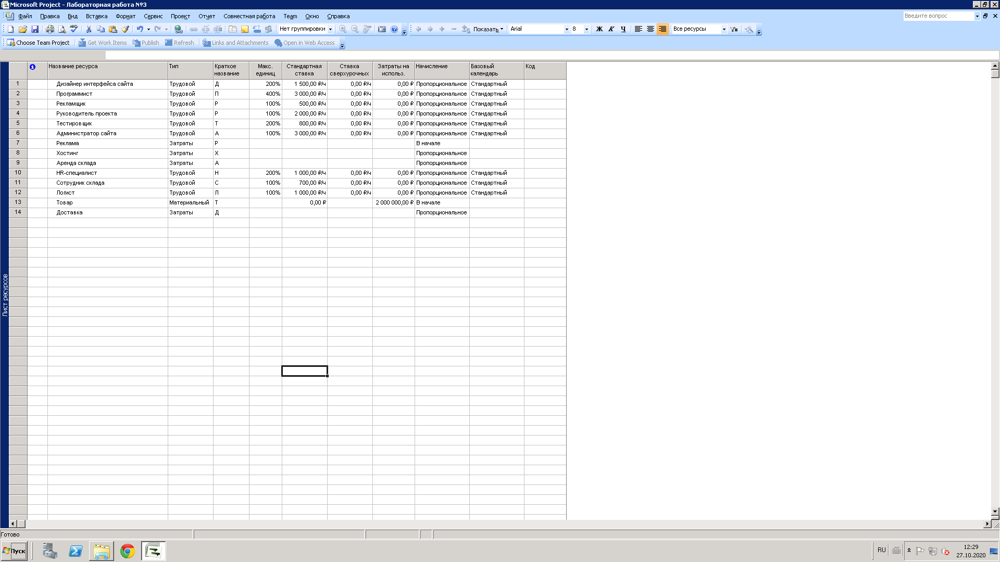 Microsoft Project - Лабораторная работа №3
Файл Правка Вид Вставка Формат Сервис Проект Отчет Совместная работа Team Окно Справка Введите вопрос
Нет группировки Показать Arial 8 Ж К Ч Все ресурсы
Choose Team Project Get Work Items Publish Refresh Links and Attachments Open in Web Access
Название ресурса Тип Краткое название Макс. единиц Стандартная ставка Ставка сверхурочных Затраты на использ. Начисление Базовый календарь Код
1 Дизайнер интерфейса сайта Трудовой Д 200% 1 500,00 ₽/ч 0,00 ₽/ч 0,00 ₽ Пропорциональное Стандартный
2 Программист Трудовой П 400% 3 000,00 ₽/ч 0,00 ₽/ч 0,00 ₽ Пропорциональное Стандартный
3 Рекламщик Трудовой Р 100% 500,00 ₽/ч 0,00 ₽/ч 0,00 ₽ Пропорциональное Стандартный
4 Руководитель проекта Трудовой Р 100% 2 000,00 ₽/ч 0,00 ₽/ч 0,00 ₽ Пропорциональное Стандартный
5 Тестировщик Трудовой Т 200% 800,00 ₽/ч 0,00 ₽/ч 0,00 ₽ Пропорциональное Стандартный
6 Администратор сайта Трудовой А 100% 3 000,00 ₽/ч 0,00 ₽/ч 0,00 ₽ Пропорциональное Стандартный
7 Реклама Затраты Р В начале
8 Хостинг Затраты Х Пропорциональное
9 Аренда склада Затраты А Пропорциональное
10 HR-специалист Трудовой H 200% 1 000,00 ₽/ч 0,00 ₽/ч 0,00 ₽ Пропорциональное Стандартный
11 Сотрудник склада Трудовой С 100% 700,00 ₽/ч 0,00 ₽/ч 0,00 ₽ Пропорциональное Стандартный
12 Логист Трудовой Л 100% 1 000,00 ₽/ч 0,00 ₽/ч 0,00 ₽ Пропорциональное Стандартный
13 Товар Материальный Т 0,00 ₽ 2 000 000,00 ₽ В начале
14 Доставка Затраты Д Пропорциональное
Лист ресурсов
Готово
Пуск RU 12:29
27.10.2020